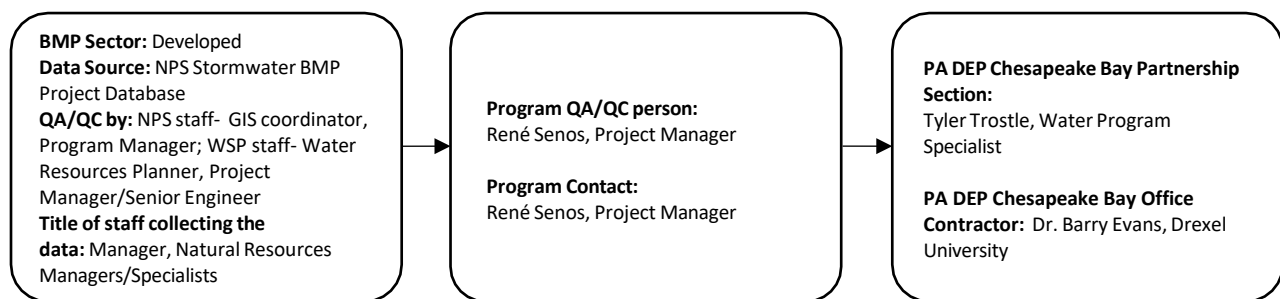 BMP Sector: Developed
Data Source: NPS Stormwater BMP
Project Database
QA/QC by: NPS staff- GIS coordinator,
Program Manager; WSP staff- Water
Resources Planner, Project
Manager/Senior Engineer
Title of staff collecting the
data: Manager, Natural Resources
Managers/Specialists
Program QA/QC person:
René Senos, Project Manager
Program Contact:
René Senos, Project Manager
PA DEP Chesapeake Bay Partnership
Section:
Tyler Trostle, Water Program
Specialist
PA DEP Chesapeake Bay Office
Contractor: Dr. Barry Evans, Drexel
University